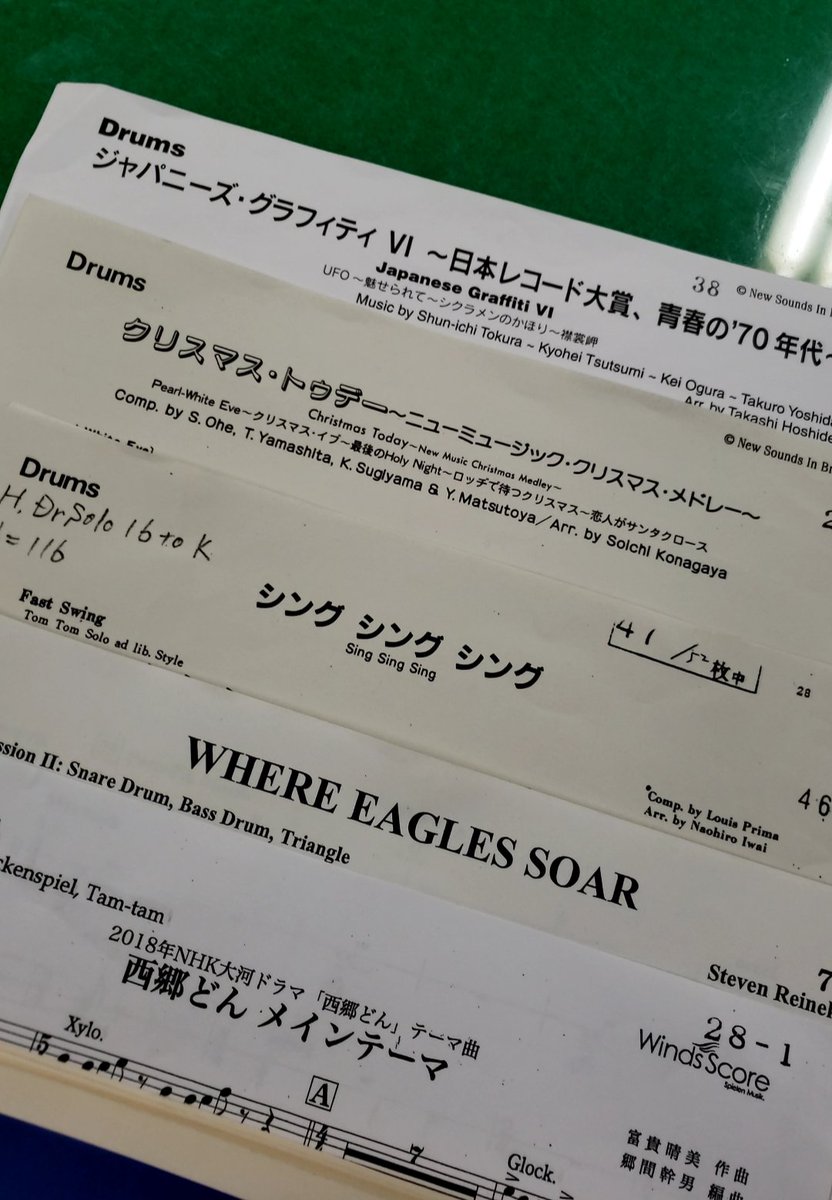 Drums
ジャパニーズ・グラフィティ VI ～日本レコード大賞、青春の'70年代～
Japanese Graffiti VI
38
© New Sounds In
UFO～魅せられて～シクラメンのかほり～襟裳岬
Music by Shun-ichi Tokura ~ Kyohei Tsutsumi ~ Kei Ogura ~ Takuro Yoshida
Arr. by Takashi Hoshide
Drums
クリスマス・トゥデー～ニューミュージック・クリスマス・メドレー～
Christmas Today～New Music Christmas Medley～
© New Sounds In
Pearl-White Eve～クリスマス・イブ～最後のHoly Night～ロッヂで待つクリスマス～恋人がサンタクロース
Comp. by S. Ohe, T. Yamashita, K. Sugiyama & Y. Matsutoya／Arr. by Soichi Konagaya
Drums
H. Dr. Solo 16 to K
= 116
シング シング シング
Sing Sing Sing
41 /52枚中
28
Fast Swing
Tom Tom Solo ad lib. Style
Comp. by Louis Prima
Arr. by Naohiro Iwai
46
WHERE EAGLES SOAR
II: Snare Drum, Bass Drum, Triangle
Tam-tam
Steven
7
2018年NHK大河ドラマ「西郷どん」テーマ曲
西郷どん メインテーマ
28-1
Winds Score
Spielen Musik.
富貴晴美 作曲
郷間幹男 編曲
Xylo.
5
A
4
7
Glock.